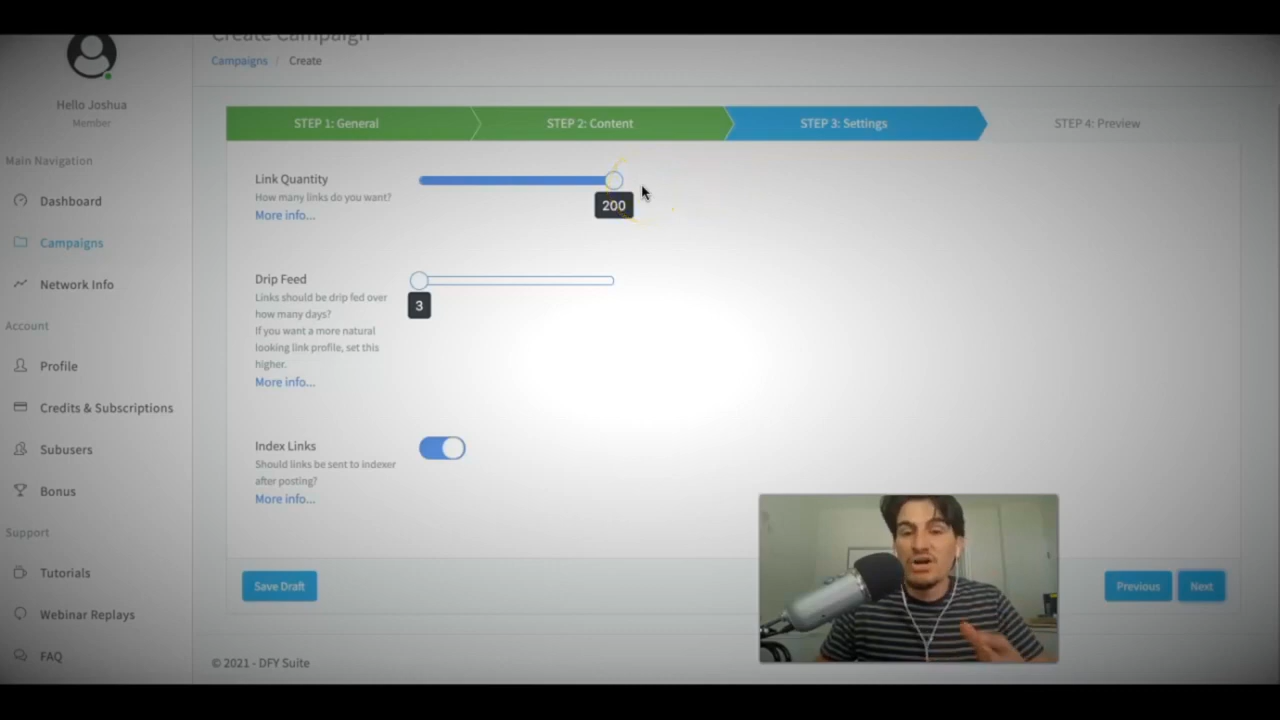 Create Campaign
Campaigns / Create
Hello Joshua
Member
Main Navigation
Dashboard
Campaigns
Network Info
Account
Profile
Credits & Subscriptions
Subusers
Bonus
Support
Tutorials
Webinar Replays
FAQ
STEP 1: General
STEP 2: Content
STEP 3: Settings
STEP 4: Preview
Link Quantity
How many links do you want?
More info...
200
Drip Feed
Links should be drip fed over
how many days?
If you want a more natural
looking link profile, set this
higher.
More info...
3
Index Links
Should links be sent to indexer
after posting?
More info...
Save Draft
Previous
Next
© 2021 - DFY Suite